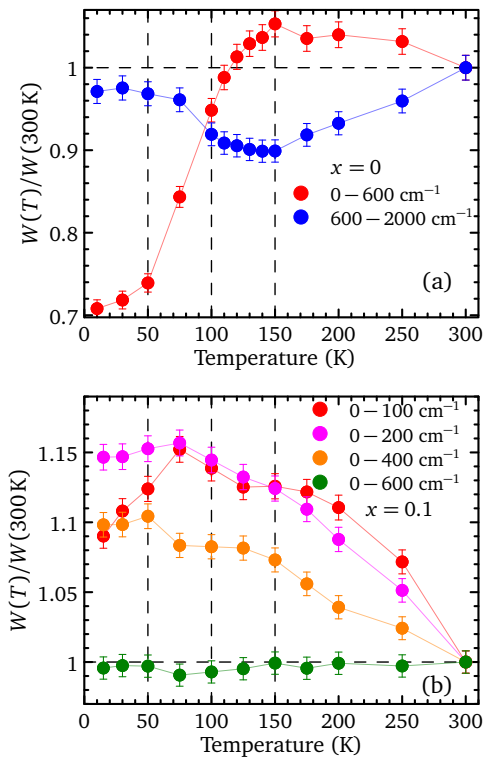 W(T)/W(300 K)
1
0.9
0.8
0.7
x=0
0−600 cm⁻¹
600−2000 cm⁻¹
(a)
0 50 100 150 200 250 300
Temperature (K)
W(T)/W(300K)
1.15
1.1
1.05
1
0−100 cm⁻¹
0−200 cm⁻¹
0−400 cm⁻¹
0−600 cm⁻¹
x=0.1
(b)
0 50 100 150 200 250 300
Temperature (K)